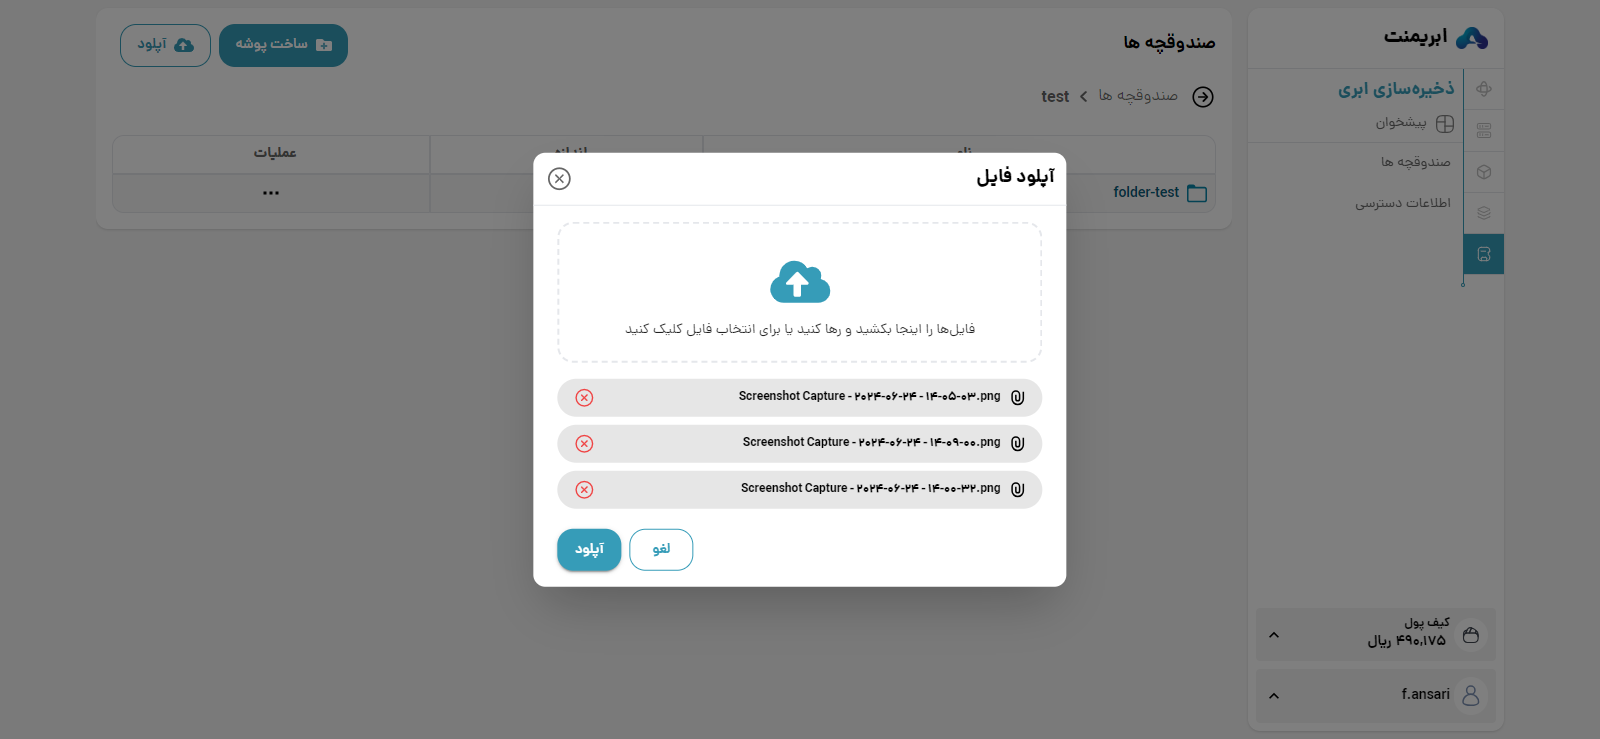 ابریمنت
ذخیره‌سازی ابری
پیشخوان
صندوقچه ها
اطلاعات دسترسی
کیف پول
۴۹۰,۱۷۵ ریال
f.ansari
صندوقچه ها
ساخت پوشه
آپلود
صندوقچه ها
test
نام
اندازه
عملیات
folder-test
آپلود فایل
فایل‌ها را اینجا بکشید و رها کنید یا برای انتخاب فایل کلیک کنید
Screenshot Capture - ۲۰۲۴-۰۶-۲۴ - ۱۴-۰۵-۰۳.png
Screenshot Capture - ۲۰۲۴-۰۶-۲۴ - ۱۴-۰۹-۰۰.png
Screenshot Capture - ۲۰۲۴-۰۶-۲۴ - ۱۴-۰۰-۳۲.png
لغو
آپلود